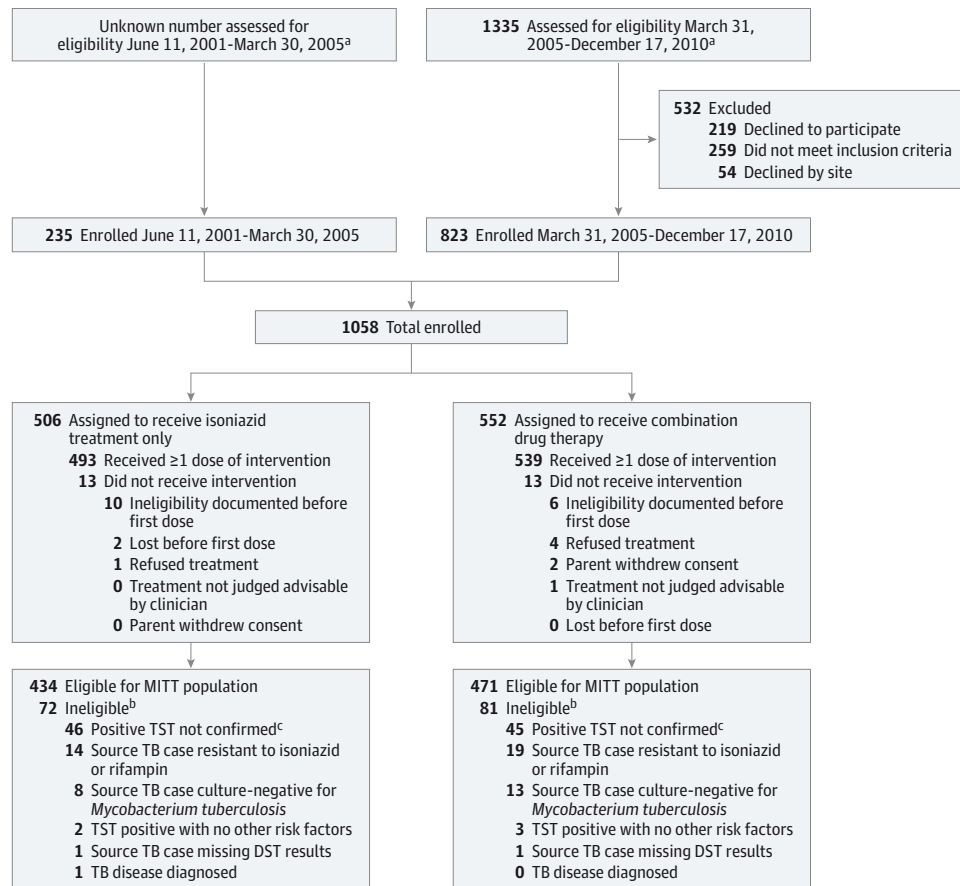 Unknown number assessed for
eligibility June 11, 2001-March 30, 2005a
1335 Assessed for eligibility March 31,
2005-December 17, 2010a
532 Excluded
219 Declined to participate
259 Did not meet inclusion criteria
54 Declined by site
235 Enrolled June 11, 2001-March 30, 2005
823 Enrolled March 31, 2005-December 17, 2010
1058 Total enrolled
506 Assigned to receive isoniazid
treatment only
493 Received ≥1 dose of intervention
13 Did not receive intervention
10 Ineligibility documented before
first dose
2 Lost before first dose
1 Refused treatment
0 Treatment not judged advisable
by clinician
0 Parent withdrew consent
552 Assigned to receive combination
drug therapy
539 Received ≥1 dose of intervention
13 Did not receive intervention
6 Ineligibility documented before
first dose
4 Refused treatment
2 Parent withdrew consent
1 Treatment not judged advisable
by clinician
0 Lost before first dose
434 Eligible for MITT population
72 Ineligibleb
46 Positive TST not confirmedc
14 Source TB case resistant to isoniazid
or rifampin
8 Source TB case culture-negative for
Mycobacterium tuberculosis
2 TST positive with no other risk factors
1 Source TB case missing DST results
1 TB disease diagnosed
471 Eligible for MITT population
81 Ineligibleb
45 Positive TST not confirmedc
19 Source TB case resistant to isoniazid
or rifampin
13 Source TB case culture-negative for
Mycobacterium tuberculosis
3 TST positive with no other risk factors
1 Source TB case missing DST results
0 TB disease diagnosed